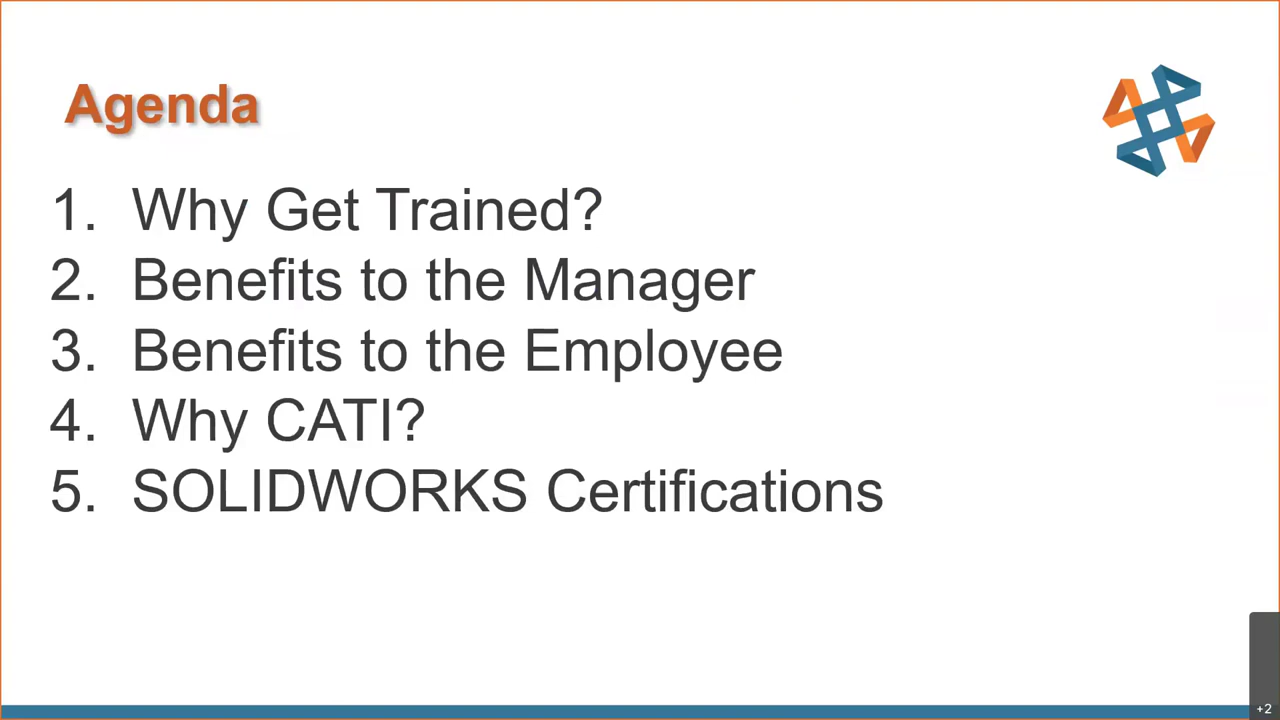 Agenda
1. Why Get Trained?
2. Benefits to the Manager
3. Benefits to the Employee
4. Why CATI?
5. SOLIDWORKS Certifications
+2